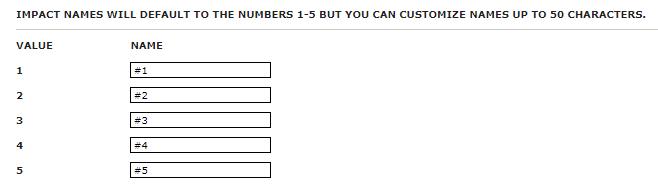 IMPACT NAMES WILL DEFAULT TO THE NUMBERS 1-5 BUT YOU CAN CUSTOMIZE NAMES UP TO 50 CHARACTERS.
VALUE NAME
1 #1
2 #2
3 #3
4 #4
5 #5